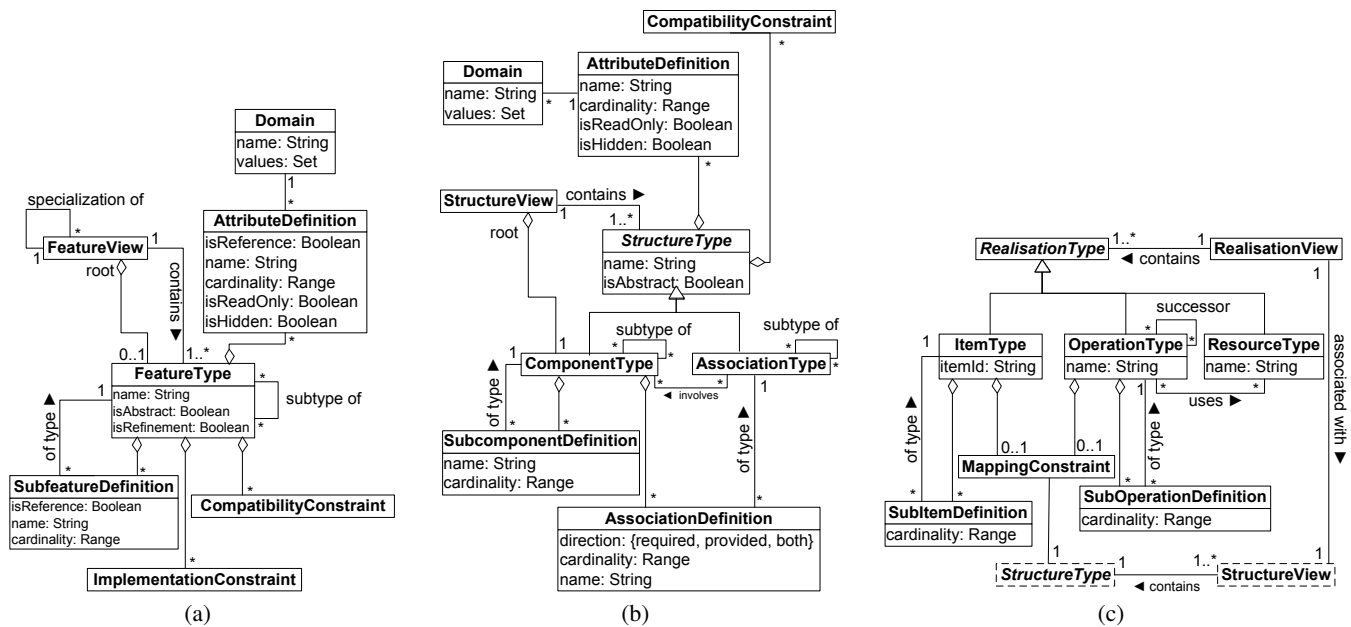 Domain
name: String
values: Set
1
*
specialization of
AttributeDefinition
isReference: Boolean
name: String
cardinality: Range
isReadOnly: Boolean
isHidden: Boolean
*
*
FeatureView
1
1
root
contains ▼
0..1
1..*
FeatureType
name: String
isAbstract: Boolean
isRefinement: Boolean
*
*
subtype of
1
of type ▲
*
*
SubfeatureDefinition
isReference: Boolean
name: String
cardinality: Range
*
CompatibilityConstraint
*
ImplementationConstraint
(a)
CompatibilityConstraint
*
Domain
name: String
values: Set
*
1
AttributeDefinition
name: String
cardinality: Range
isReadOnly: Boolean
isHidden: Boolean
*
StructureView
contains ►
1
1..*
root
StructureType
name: String
isAbstract: Boolean
subtype of
subtype of
1
1
*
*
*
*
ComponentType
AssociationType
*
*
◄ involves
1
of type ▲
of type ▲
*
*
SubcomponentDefinition
name: String
cardinality: Range
*
*
AssociationDefinition
direction: {required, provided, both}
cardinality: Range
name: String
(b)
RealisationType
1..*
1
RealisationView
◄ contains
1
successor
1
*
*
ItemType
itemId: String
OperationType
name: String
ResourceType
name: String
*
*
uses ►
1
of type ▲
of type ▲
associated with ▼
0..1
0..1
MappingConstraint
*
*
*
*
SubItemDefinition
cardinality: Range
SubOperationDefinition
cardinality: Range
1
1
1..*
1
StructureType
StructureView
◄ contains
(c)